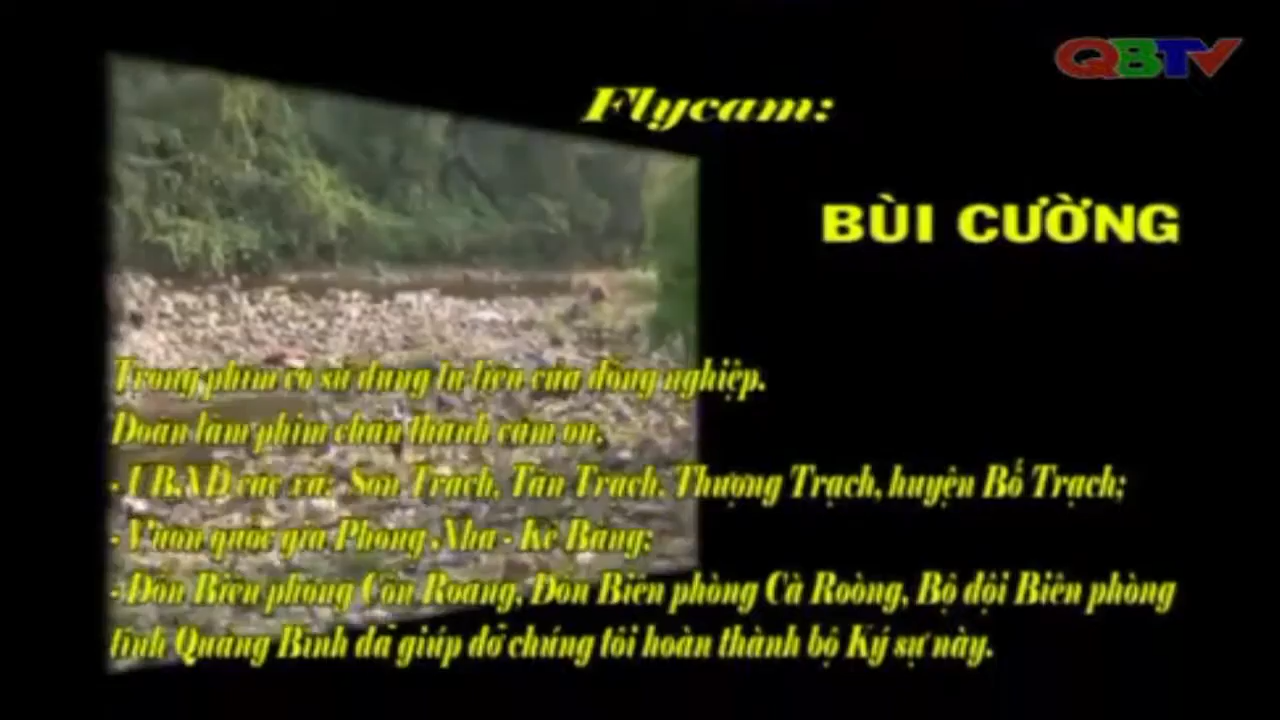 QBTV
Flycam:
BÙI CƯỜNG
Trong phim có sử dụng tư liệu của đồng nghiệp.
Đoàn làm phim chân thành cảm ơn.
- UBND các xã: Sơn Trạch, Tân Trạch, Thượng Trạch, huyện Bố Trạch;
- Vườn quốc gia Phong Nha - Kẻ Bàng;
- Đồn Biên phòng Cồn Roàng, Đồn Biên phòng Cà Roòng, Bộ đội Biên phòng
tỉnh Quảng Bình đã giúp đỡ chúng tôi hoàn thành bộ Ký sự này.